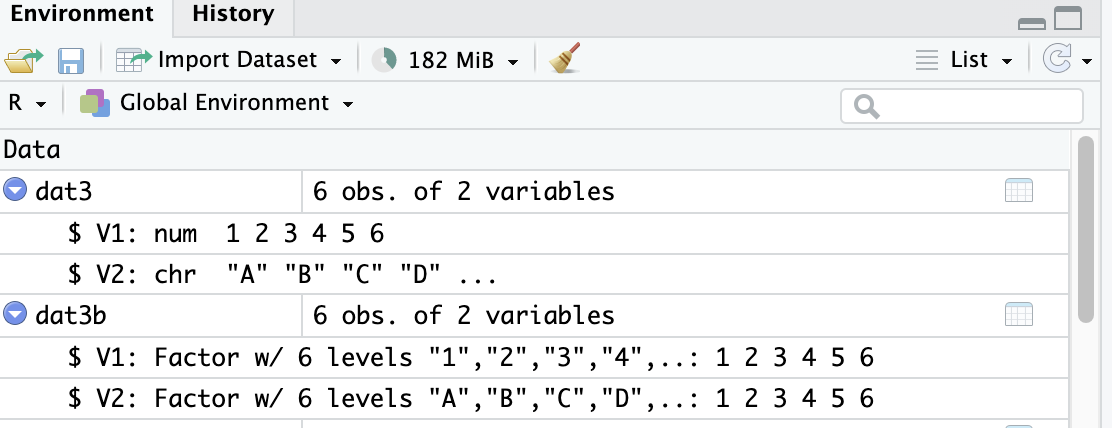 Environment History
Import Dataset 182 MiB List
R Global Environment
Data
dat3 6 obs. of 2 variables
$ V1: num 1 2 3 4 5 6
$ V2: chr "A" "B" "C" "D" ...
dat3b 6 obs. of 2 variables
$ V1: Factor w/ 6 levels "1","2","3","4",..: 1 2 3 4 5 6
$ V2: Factor w/ 6 levels "A","B","C","D",..: 1 2 3 4 5 6